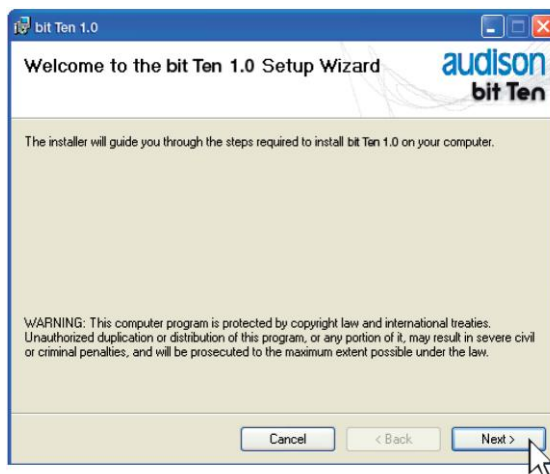 bit Ten 1.0
Welcome to the bit Ten 1.0 Setup Wizard
audison
bit Ten
The installer will guide you through the steps required to install bit Ten 1.0 on your computer.
WARNING: This computer program is protected by copyright law and international treaties.
Unauthorized duplication or distribution of this program, or any portion of it, may result in severe civil
or criminal penalties, and will be prosecuted to the maximum extent possible under the law.
Cancel
< Back
Next >